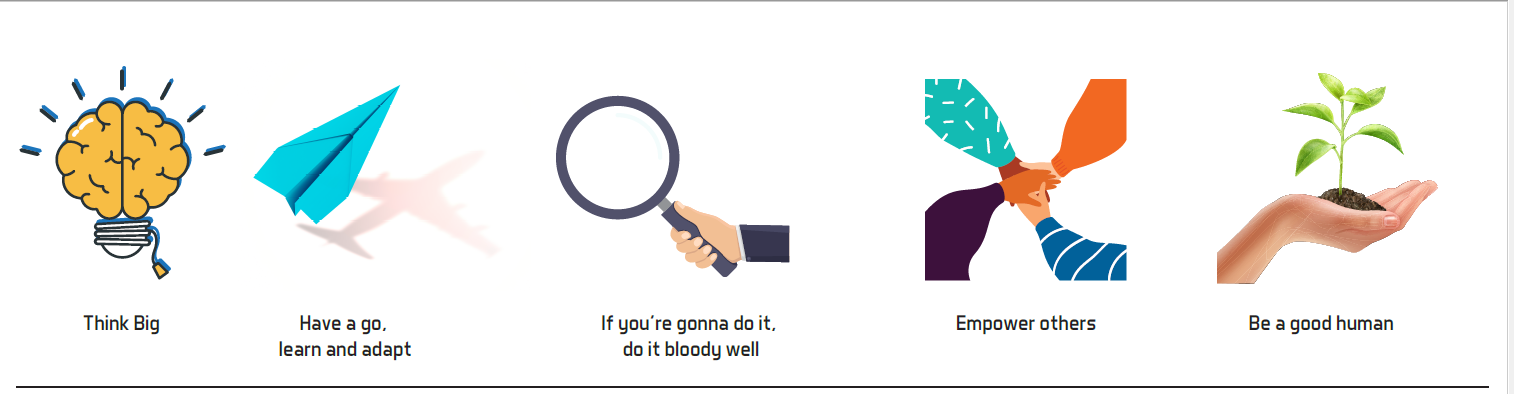 Think Big
Have a go,
learn and adapt
If you're gonna do it,
do it bloody well
Empower others
Be a good human